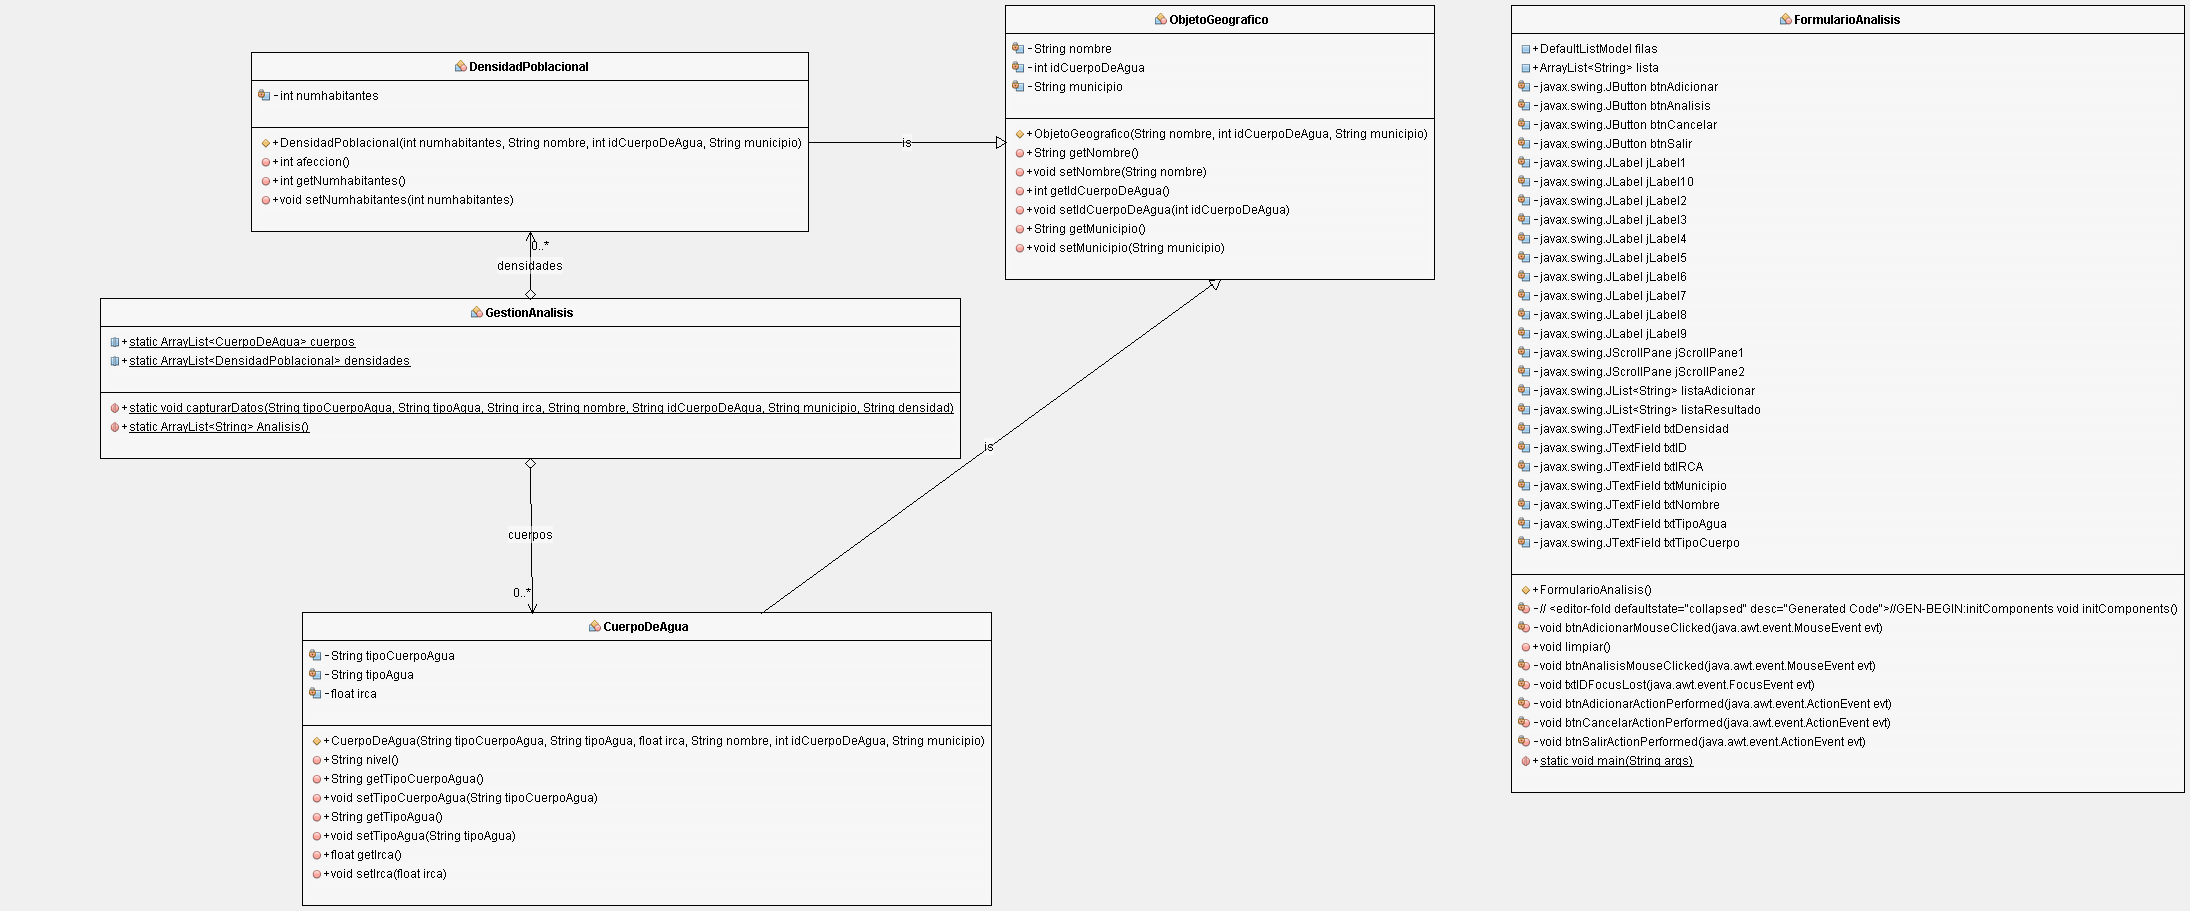 DensidadPoblacional
- int numhabitantes
+ DensidadPoblacional(int numhabitantes, String nombre, int idCuerpoDeAgua, String municipio)
+ int afeccion()
+ int getNumhabitantes()
+ void setNumhabitantes(int numhabitantes)
is
0..*
densidades
GestionAnalisis
+ static ArrayList<CuerpoDeAgua> cuerpos
+ static ArrayList<DensidadPoblacional> densidades
+ static void capturarDatos(String tipoCuerpoAgua, String tipoAgua, String irca, String nombre, String idCuerpoDeAgua, String municipio, String densidad)
+ static ArrayList<String> Analisis()
is
cuerpos
0..*
CuerpoDeAgua
- String tipoCuerpoAgua
- String tipoAgua
- float irca
+ CuerpoDeAgua(String tipoCuerpoAgua, String tipoAgua, float irca, String nombre, int idCuerpoDeAgua, String municipio)
+ String nivel()
+ String getTipoCuerpoAgua()
+ void setTipoCuerpoAgua(String tipoCuerpoAgua)
+ String getTipoAgua()
+ void setTipoAgua(String tipoAgua)
+ float getIrca()
+ void setIrca(float irca)
ObjetoGeografico
- String nombre
- int idCuerpoDeAgua
- String municipio
+ ObjetoGeografico(String nombre, int idCuerpoDeAgua, String municipio)
+ String getNombre()
+ void setNombre(String nombre)
+ int getIdCuerpoDeAgua()
+ void setIdCuerpoDeAgua(int idCuerpoDeAgua)
+ String getMunicipio()
+ void setMunicipio(String municipio)
FormularioAnalisis
+ DefaultListModel filas
+ ArrayList<String> lista
- javax.swing.JButton btnAdicionar
- javax.swing.JButton btnAnalisis
- javax.swing.JButton btnCancelar
- javax.swing.JButton btnSalir
- javax.swing.JLabel jLabel1
- javax.swing.JLabel jLabel10
- javax.swing.JLabel jLabel2
- javax.swing.JLabel jLabel3
- javax.swing.JLabel jLabel4
- javax.swing.JLabel jLabel5
- javax.swing.JLabel jLabel6
- javax.swing.JLabel jLabel7
- javax.swing.JLabel jLabel8
- javax.swing.JLabel jLabel9
- javax.swing.JScrollPane jScrollPane1
- javax.swing.JScrollPane jScrollPane2
- javax.swing.JList<String> listaAdicionar
- javax.swing.JList<String> listaResultado
- javax.swing.JTextField txtDensidad
- javax.swing.JTextField txtID
- javax.swing.JTextField txtIRCA
- javax.swing.JTextField txtMunicipio
- javax.swing.JTextField txtNombre
- javax.swing.JTextField txtTipoAgua
- javax.swing.JTextField txtTipoCuerpo
+ FormularioAnalisis()
- // <editor-fold defaultstate="collapsed" desc="Generated Code">//GEN-BEGIN:initComponents void initComponents()
- void btnAdicionarMouseClicked(java.awt.event.MouseEvent evt)
+ void limpiar()
- void btnAnalisisMouseClicked(java.awt.event.MouseEvent evt)
- void txtIDFocusLost(java.awt.event.FocusEvent evt)
- void btnAdicionarActionPerformed(java.awt.event.ActionEvent evt)
- void btnCancelarActionPerformed(java.awt.event.ActionEvent evt)
- void btnSalirActionPerformed(java.awt.event.ActionEvent evt)
+ static void main(String args)